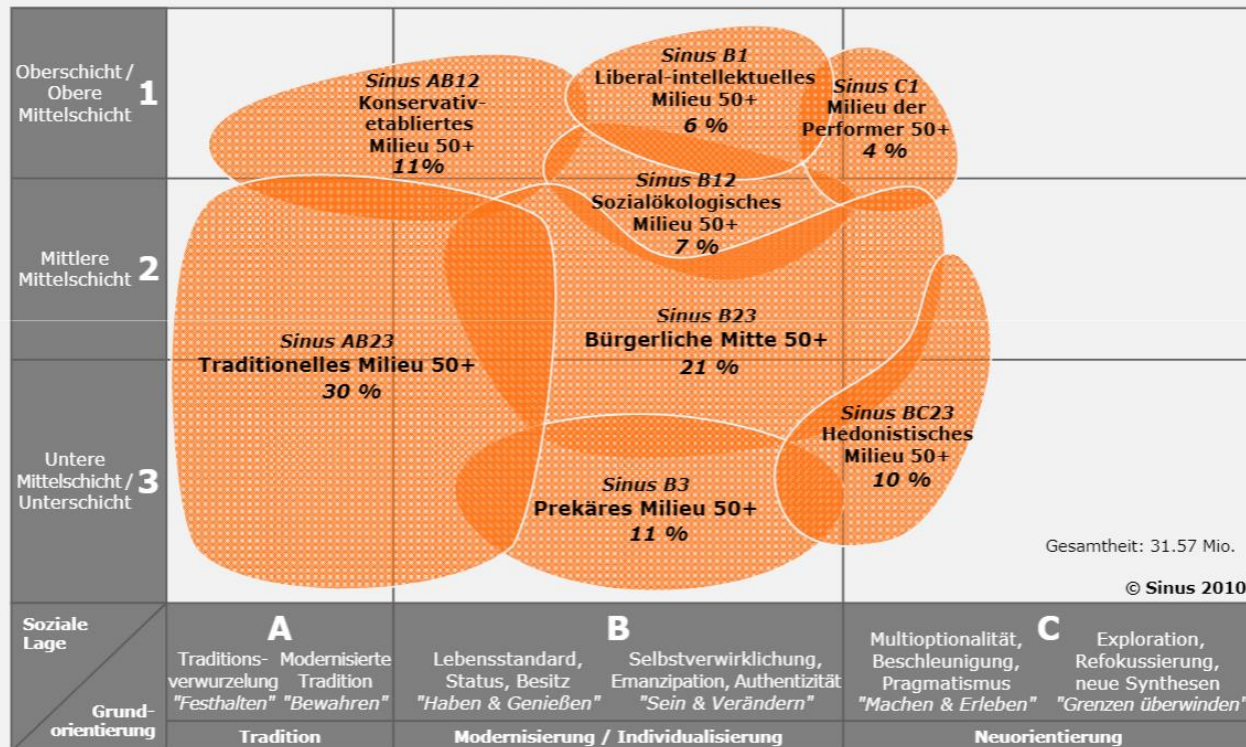 Oberschicht /
Obere
Mittelschicht
1
Mittlere
Mittelschicht
2
Untere
Mittelschicht /
Unterschicht
3
Sinus AB12
Konservativ-
etabliertes
Milieu 50+
11%
Sinus B1
Liberal-intellektuelles
Milieu 50+
6 %
Sinus C1
Milieu der
Performer 50+
4 %
Sinus B12
Sozialökologisches
Milieu 50+
7 %
Sinus AB23
Traditionelles Milieu 50+
30 %
Sinus B23
Bürgerliche Mitte 50+
21 %
Sinus BC23
Hedonistisches
Milieu 50+
10 %
Sinus B3
Prekäres Milieu 50+
11 %
Gesamtheit: 31.57 Mio.
© Sinus 2010
Soziale
Lage
Grund-
orientierung
A
Traditions-
verwurzelung
"Festhalten"
Modernisierte
Tradition
"Bewahren"
Tradition
B
Lebensstandard,
Status, Besitz
"Haben & Genießen"
Selbstverwirklichung,
Emanzipation, Authentizität
"Sein & Verändern"
Modernisierung / Individualisierung
C
Multioptionalität,
Beschleunigung,
Pragmatismus
"Machen & Erleben"
Exploration,
Refokussierung,
neue Synthesen
"Grenzen überwinden"
Neuorientierung